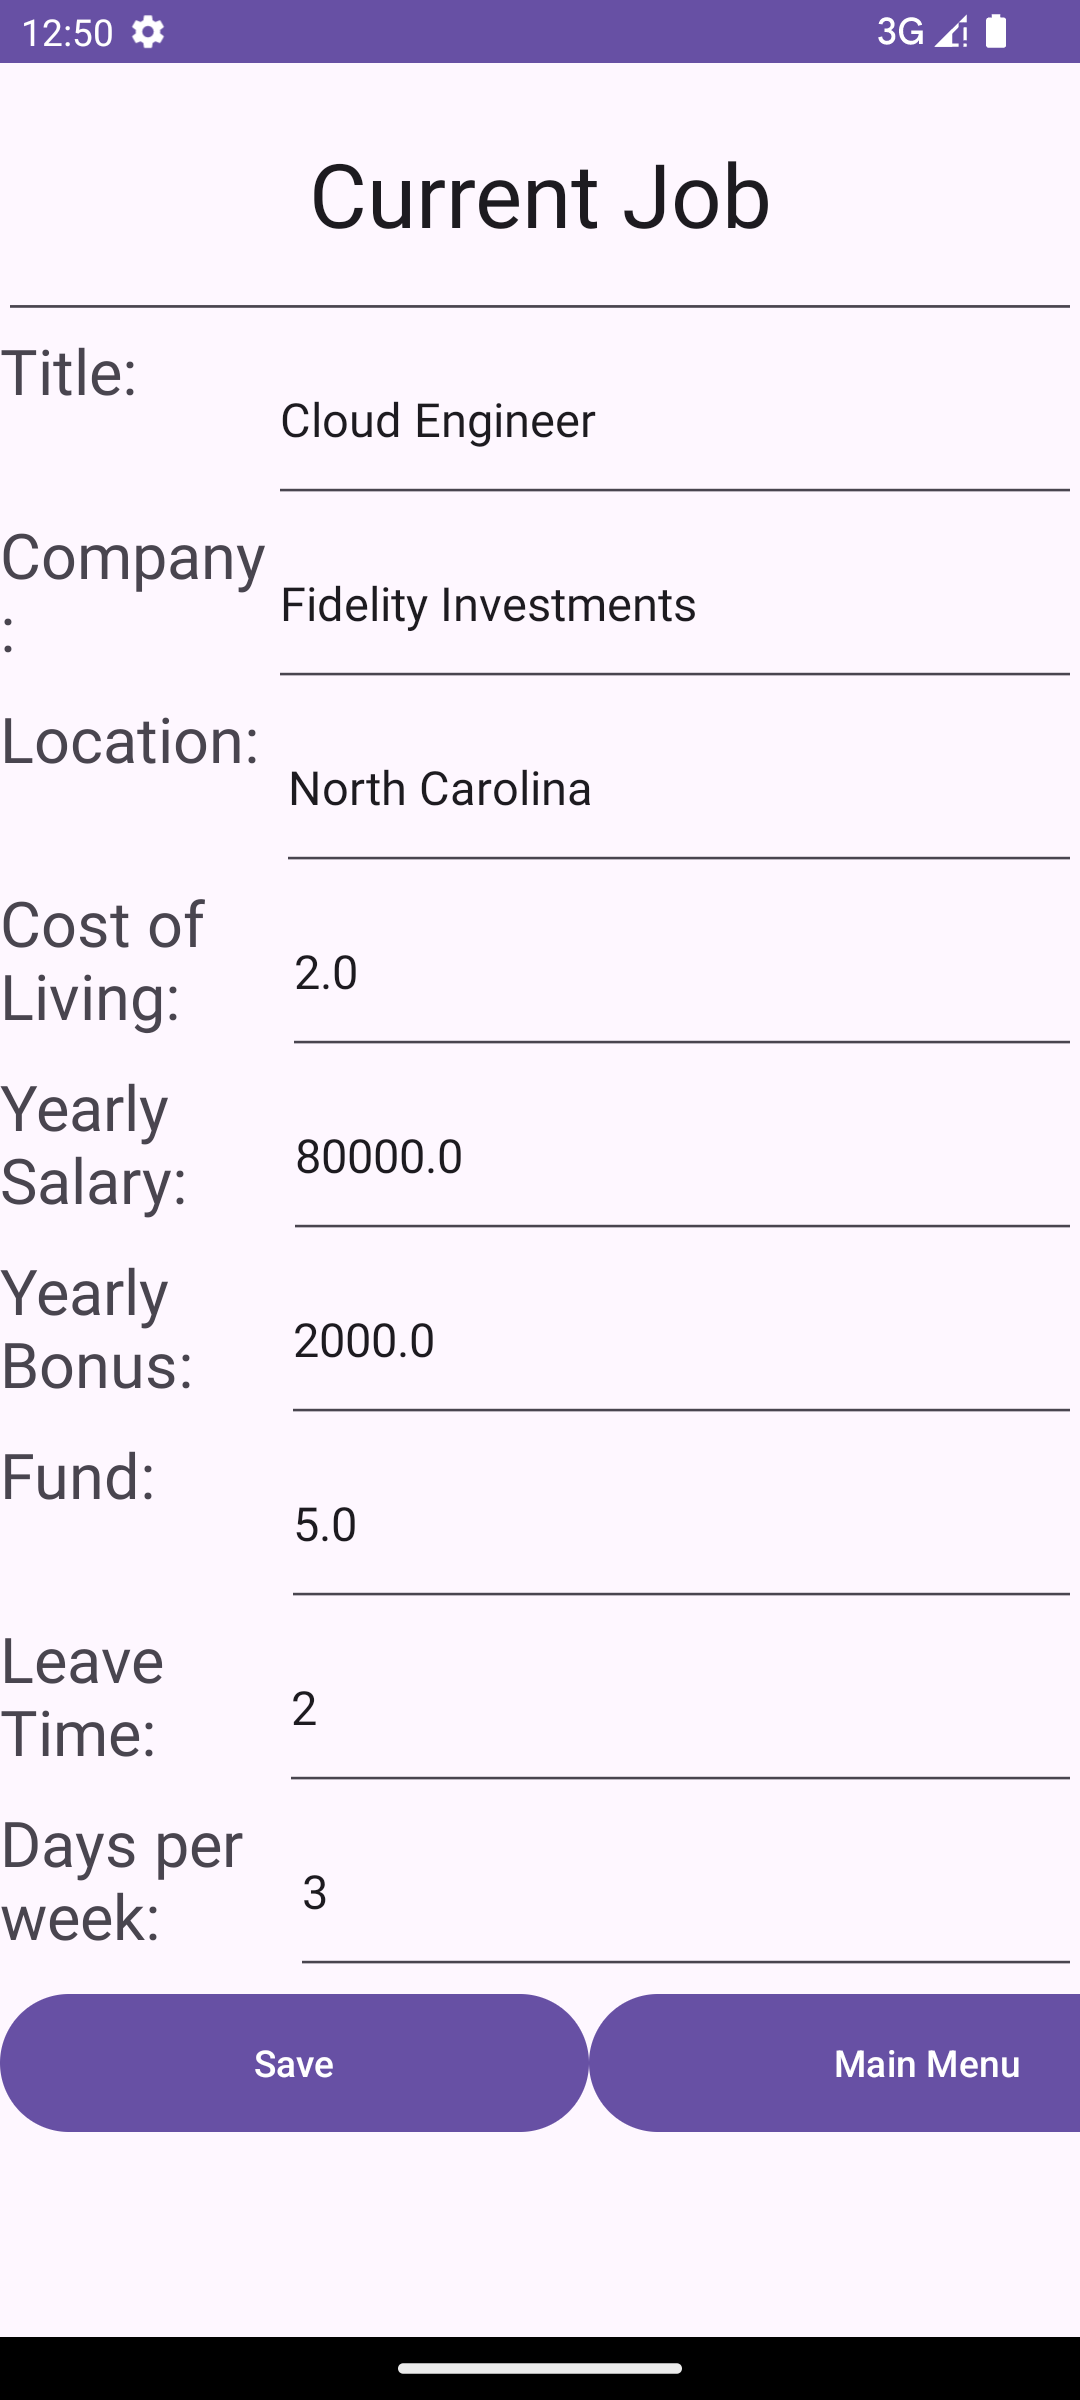 12:50 3G
Current Job
Title:
Cloud Engineer
Company
:
Fidelity Investments
Location:
North Carolina
Cost of
Living:
2.0
Yearly
Salary:
80000.0
Yearly
Bonus:
2000.0
Fund:
5.0
Leave
Time:
2
Days per
week:
3
Save Main Menu